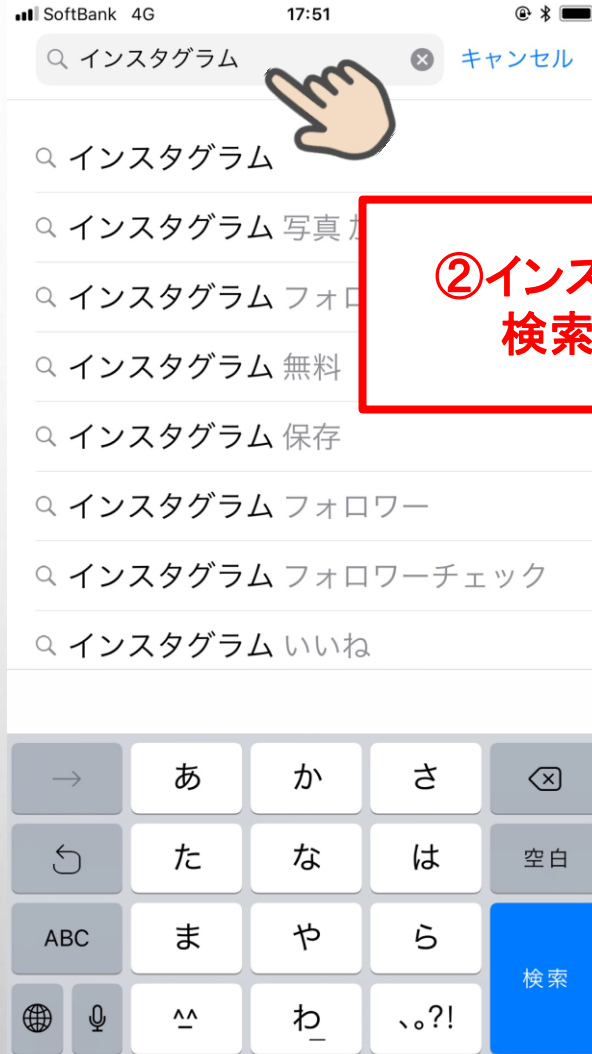 SoftBank 4G 17:51
インスタグラム キャンセル
インスタグラム
インスタグラム 写真
インスタグラム フォロ
インスタグラム 無料
インスタグラム 保存
インスタグラム フォロワー
インスタグラム フォロワーチェック
インスタグラム いいね
②インス
検索
→ あ か さ
た な は 空白
ABC ま や ら
検索
^^ わ_ 、。?!